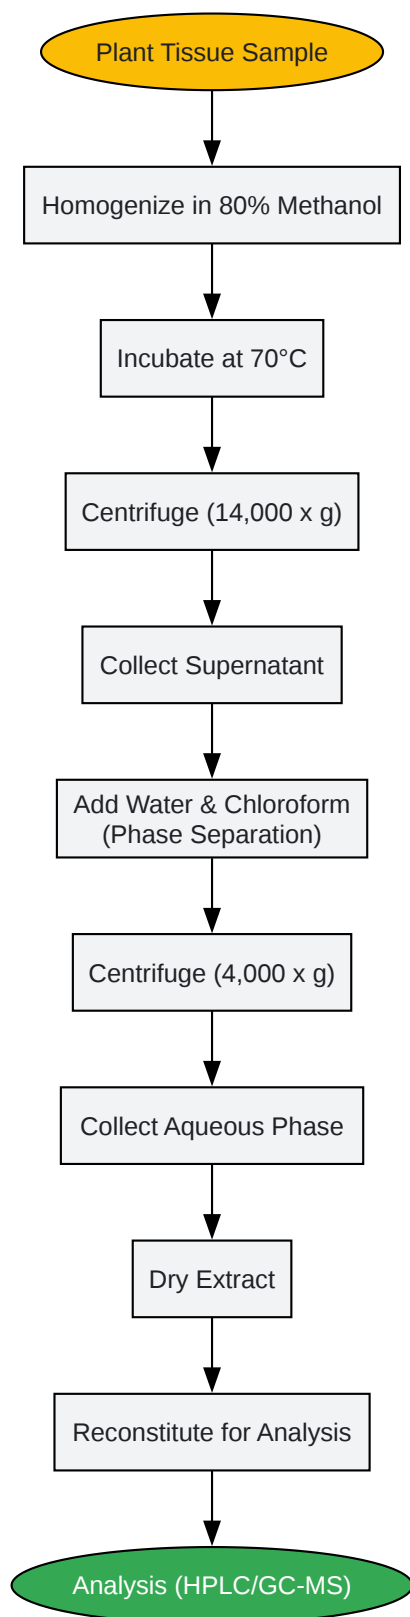 Plant Tissue Sample
Homogenize in 80% Methanol
Incubate at 70°C
Centrifuge (14,000 x g)
Collect Supernatant
Add Water & Chloroform
(Phase Separation)
Centrifuge (4,000 x g)
Collect Aqueous Phase
Dry Extract
Reconstitute for Analysis
Analysis (HPLC/GC-MS)